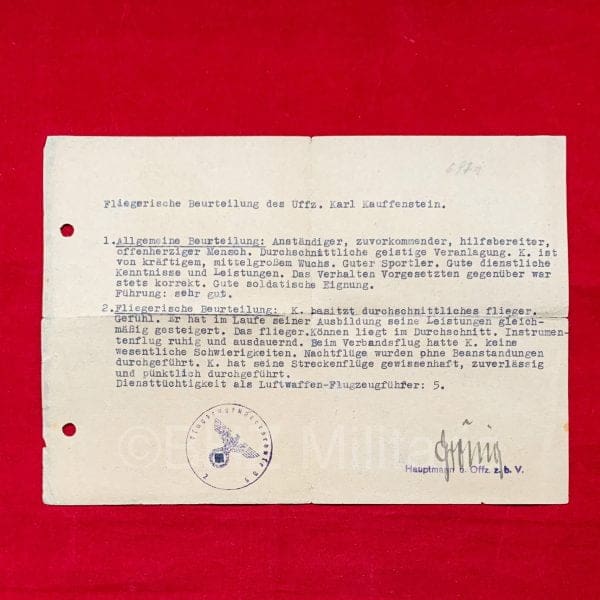 Fliegerische Beurteilung des Uffz. Karl Kauffenstein.
1.Allgemeine Beurteilung: Anständiger, zuvorkommender, hilfsbereiter,
offenherziger Mensch. Durchschnittliche geistige Veranlagung. K. ist
von kräftigem, mittelgroßem Wuchs. Guter Sportler. Gute dienstliche
Kenntnisse und Leistungen. Das Verhalten Vorgesetzten gegenüber war
stets korrekt. Gute soldatische Eignung.
Führung: sehr gut.
2.Fliegerische Beurteilung: K. besitzt durchschnittliches flieger.
Gefühl. Er hat im Laufe seiner Ausbildung seine Leistungen gleich-
mäßig gesteigert. Das flieger.Können liegt im Durchschnitt. Instrumen-
tenflug ruhig und ausdauernd. Beim Verbandsflug hatte K. keine
wesentliche Schwierigkeiten. Nachtflüge wurden phne Beanstandungen
durchgeführt. K. hat seine Streckenflüge gewissenhaft, zuverlässig
und pünktlich durchgeführt.
Diensttüchtigkeit als Luftwaffen-Flugzeugführer: 5.
Hauptmann u. Offz. z. b. V.